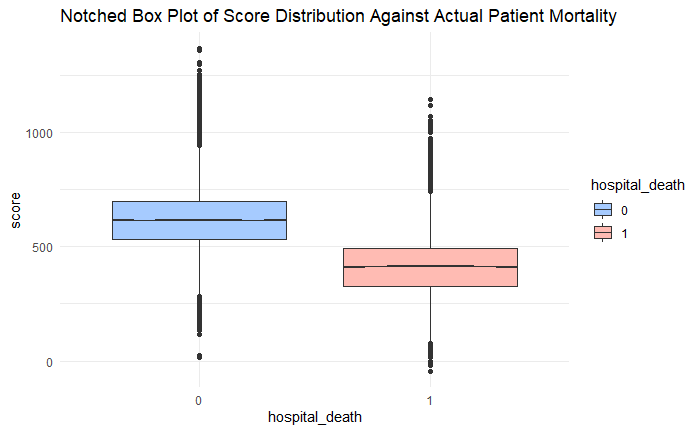 Notched Box Plot of Score Distribution Against Actual Patient Mortality
1000
500
0
score
0
1
hospital_death
hospital_death
0
1